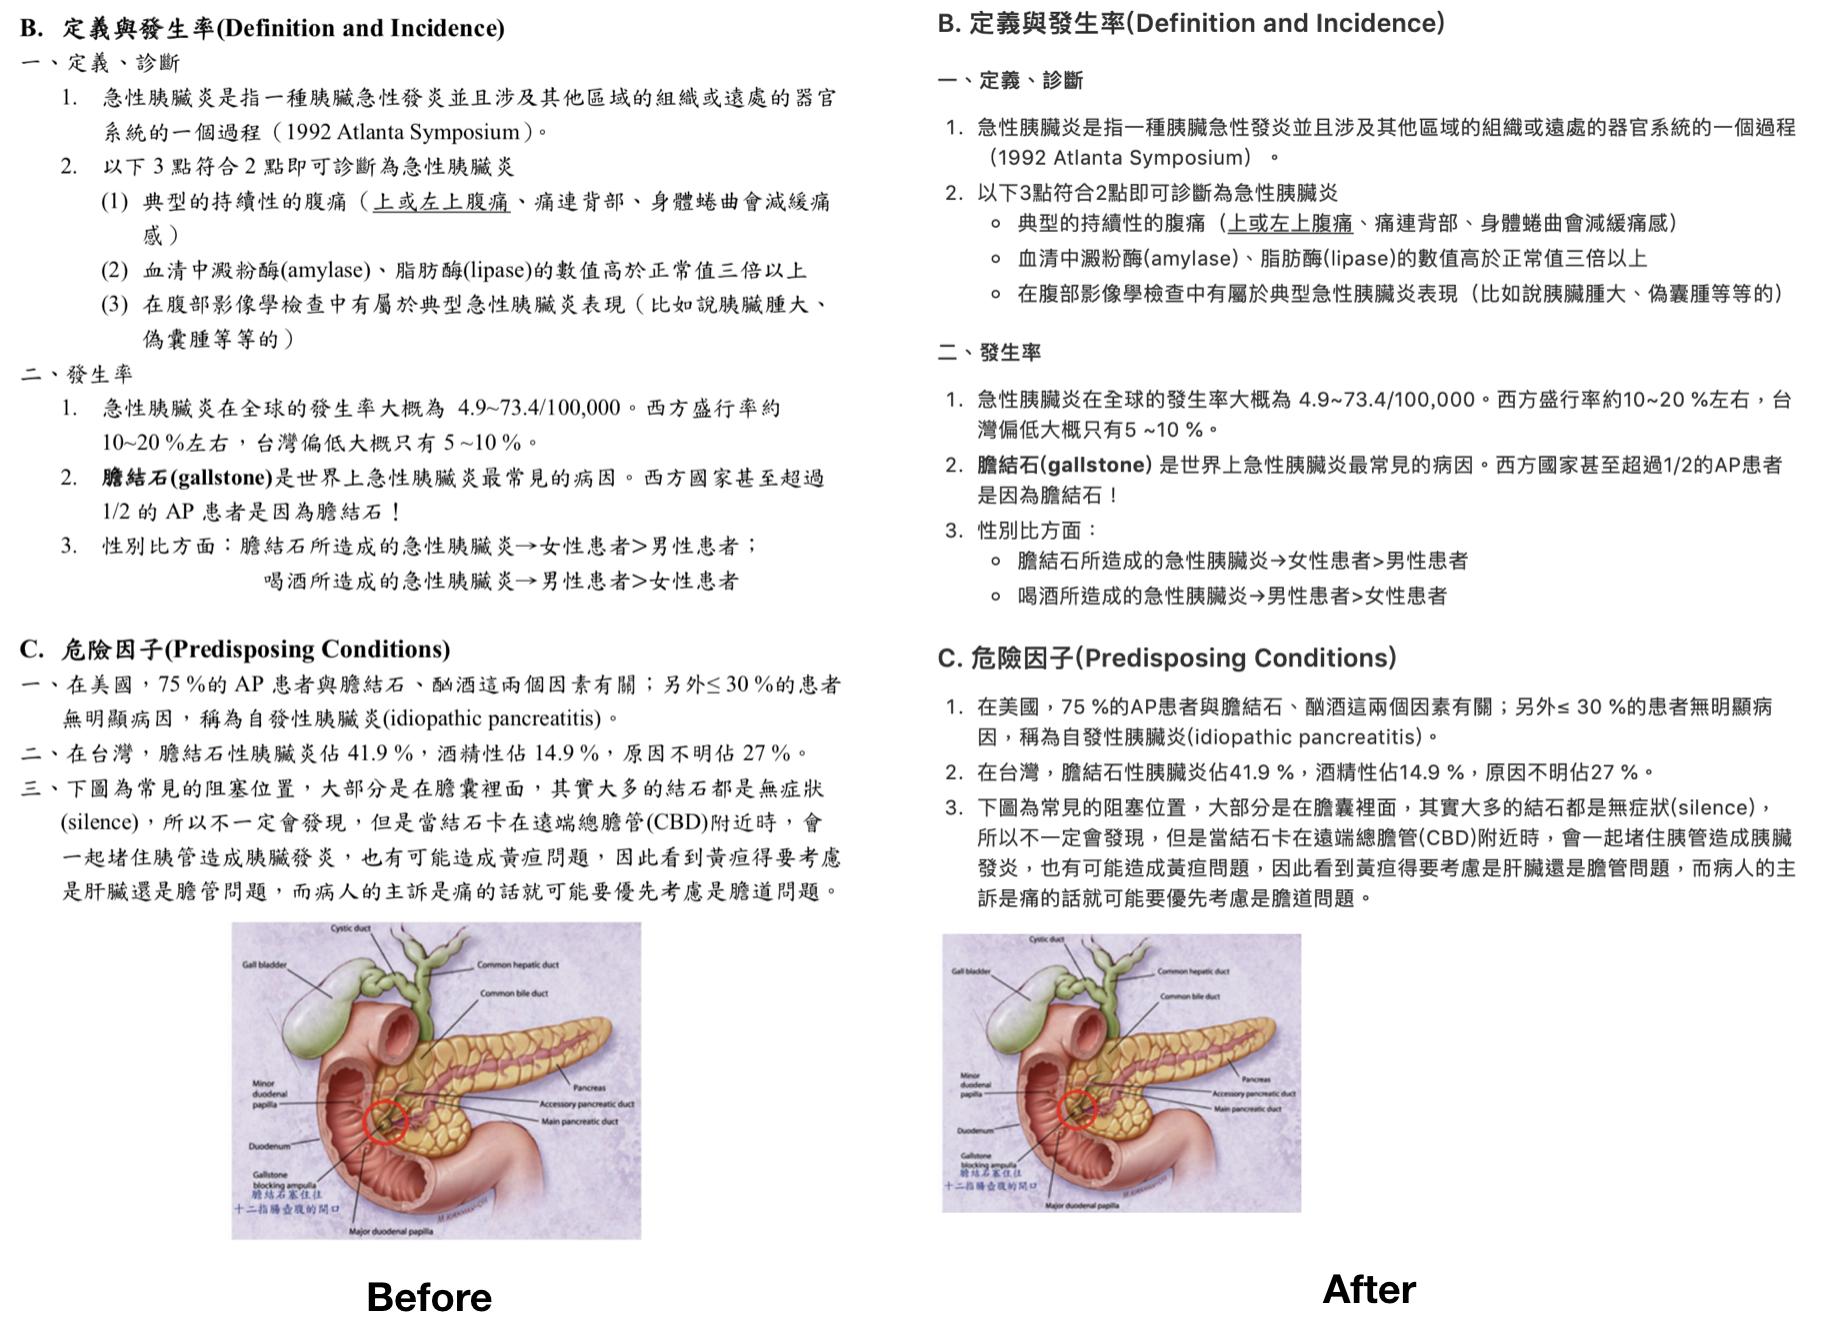 B. 定義與發生率(Definition and Incidence)
一、定義、診斷
1. 急性胰臟炎是指一種胰臟急性發炎並且涉及其他區域的組織或遠處的器官
系統的一個過程（1992 Atlanta Symposium）。
2. 以下 3 點符合 2 點即可診斷為急性胰臟炎
(1) 典型的持續性的腹痛（上或左上腹痛、痛連背部、身體蜷曲會減緩痛
感）
(2) 血清中澱粉酶(amylase)、脂肪酶(lipase)的數值高於正常值三倍以上
(3) 在腹部影像學檢查中有屬於典型急性胰臟炎表現（比如說胰臟腫大、
偽囊腫等等的）
二、發生率
1. 急性胰臟炎在全球的發生率大概為 4.9~73.4/100,000。西方盛行率約
10~20 %左右，台灣偏低大概只有 5 ~10 %。
2. 膽結石(gallstone)是世界上急性胰臟炎最常見的病因。西方國家甚至超過
1/2 的 AP 患者是因為膽結石！
3. 性別比方面：膽結石所造成的急性胰臟炎→女性患者>男性患者；
喝酒所造成的急性胰臟炎→男性患者>女性患者
C. 危險因子(Predisposing Conditions)
一、在美國，75 %的 AP 患者與膽結石、酗酒這兩個因素有關；另外≤ 30 %的患者
無明顯病因，稱為自發性胰臟炎(idiopathic pancreatitis)。
二、在台灣，膽結石性胰臟炎佔 41.9 %，酒精性佔 14.9 %，原因不明佔 27 %。
三、下圖為常見的阻塞位置，大部分是在膽囊裡面，其實大多的結石都是無症狀
(silence)，所以不一定會發現，但是當結石卡在遠端總膽管(CBD)附近時，會
一起堵住胰管造成胰臟發炎，也有可能造成黃疸問題，因此看到黃疸得要考慮
是肝臟還是膽管問題，而病人的主訴是痛的話就可能要優先考慮是膽道問題。
Cystic duct
Gall bladder
Common hepatic duct
Common bile duct
Minor
duodenal
papilla
Pancreas
Accessory pancreatic duct
Main pancreatic duct
Duodenum
Gallstone
blocking ampulla
膽結石塞住往
十二指腸壺腹的開口
Major duodenal papilla
Before
B. 定義與發生率(Definition and Incidence)
一、定義、診斷
1. 急性胰臟炎是指一種胰臟急性發炎並且涉及其他區域的組織或遠處的器官系統的一個過程
（1992 Atlanta Symposium）。
2. 以下3點符合2點即可診斷為急性胰臟炎
○ 典型的持續性的腹痛（上或左上腹痛、痛連背部、身體蜷曲會減緩痛感）
○ 血清中澱粉酶(amylase)、脂肪酶(lipase)的數值高於正常值三倍以上
○ 在腹部影像學檢查中有屬於典型急性胰臟炎表現（比如說胰臟腫大、偽囊腫等等的）
二、發生率
1. 急性胰臟炎在全球的發生率大概為 4.9~73.4/100,000。西方盛行率約10~20 %左右，台
灣偏低大概只有5 ~10 %。
2. 膽結石(gallstone) 是世界上急性胰臟炎最常見的病因。西方國家甚至超過1/2的AP患者
是因為膽結石！
3. 性別比方面：
○ 膽結石所造成的急性胰臟炎→女性患者>男性患者
○ 喝酒所造成的急性胰臟炎→男性患者>女性患者
C. 危險因子(Predisposing Conditions)
1. 在美國，75 %的AP患者與膽結石、酗酒這兩個因素有關；另外≤ 30 %的患者無明顯病
因，稱為自發性胰臟炎(idiopathic pancreatitis)。
2. 在台灣，膽結石性胰臟炎佔41.9 %，酒精性佔14.9 %，原因不明佔27 %。
3. 下圖為常見的阻塞位置，大部分是在膽囊裡面，其實大多的結石都是無症狀(silence)，
所以不一定會發現，但是當結石卡在遠端總膽管(CBD)附近時，會一起堵住胰管造成胰臟
發炎，也有可能造成黃疸問題，因此看到黃疸得要考慮是肝臟還是膽管問題，而病人的主
訴是痛的話就可能要優先考慮是膽道問題。
Cystic duct
Gall bladder
Common hepatic duct
Common bile duct
Minor
duodenal
papilla
Pancreas
Accessory pancreatic duct
Main pancreatic duct
Duodenum
Gallstone
blocking ampulla
膽結石塞住往
十二指腸壺腹的開口
Major duodenal papilla
After